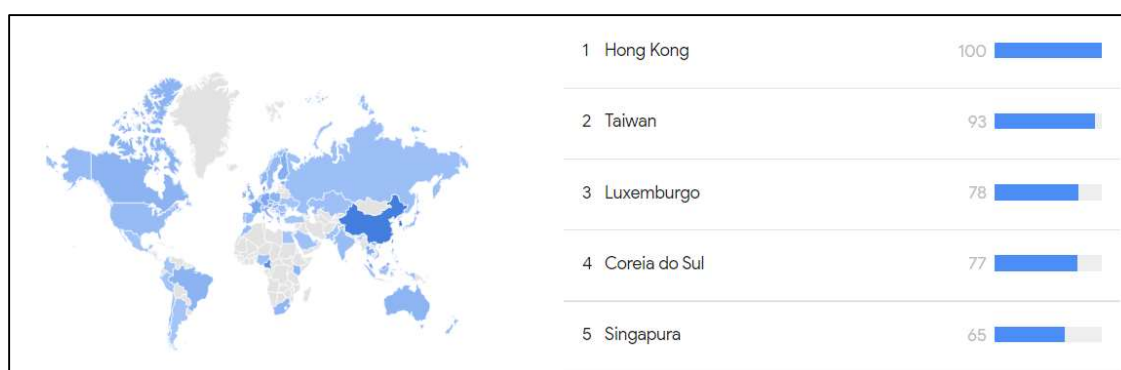 1 Hong Kong 100
2 Taiwan 93
3 Luxemburgo 78
4 Coreia do Sul 77
5 Singapura 65